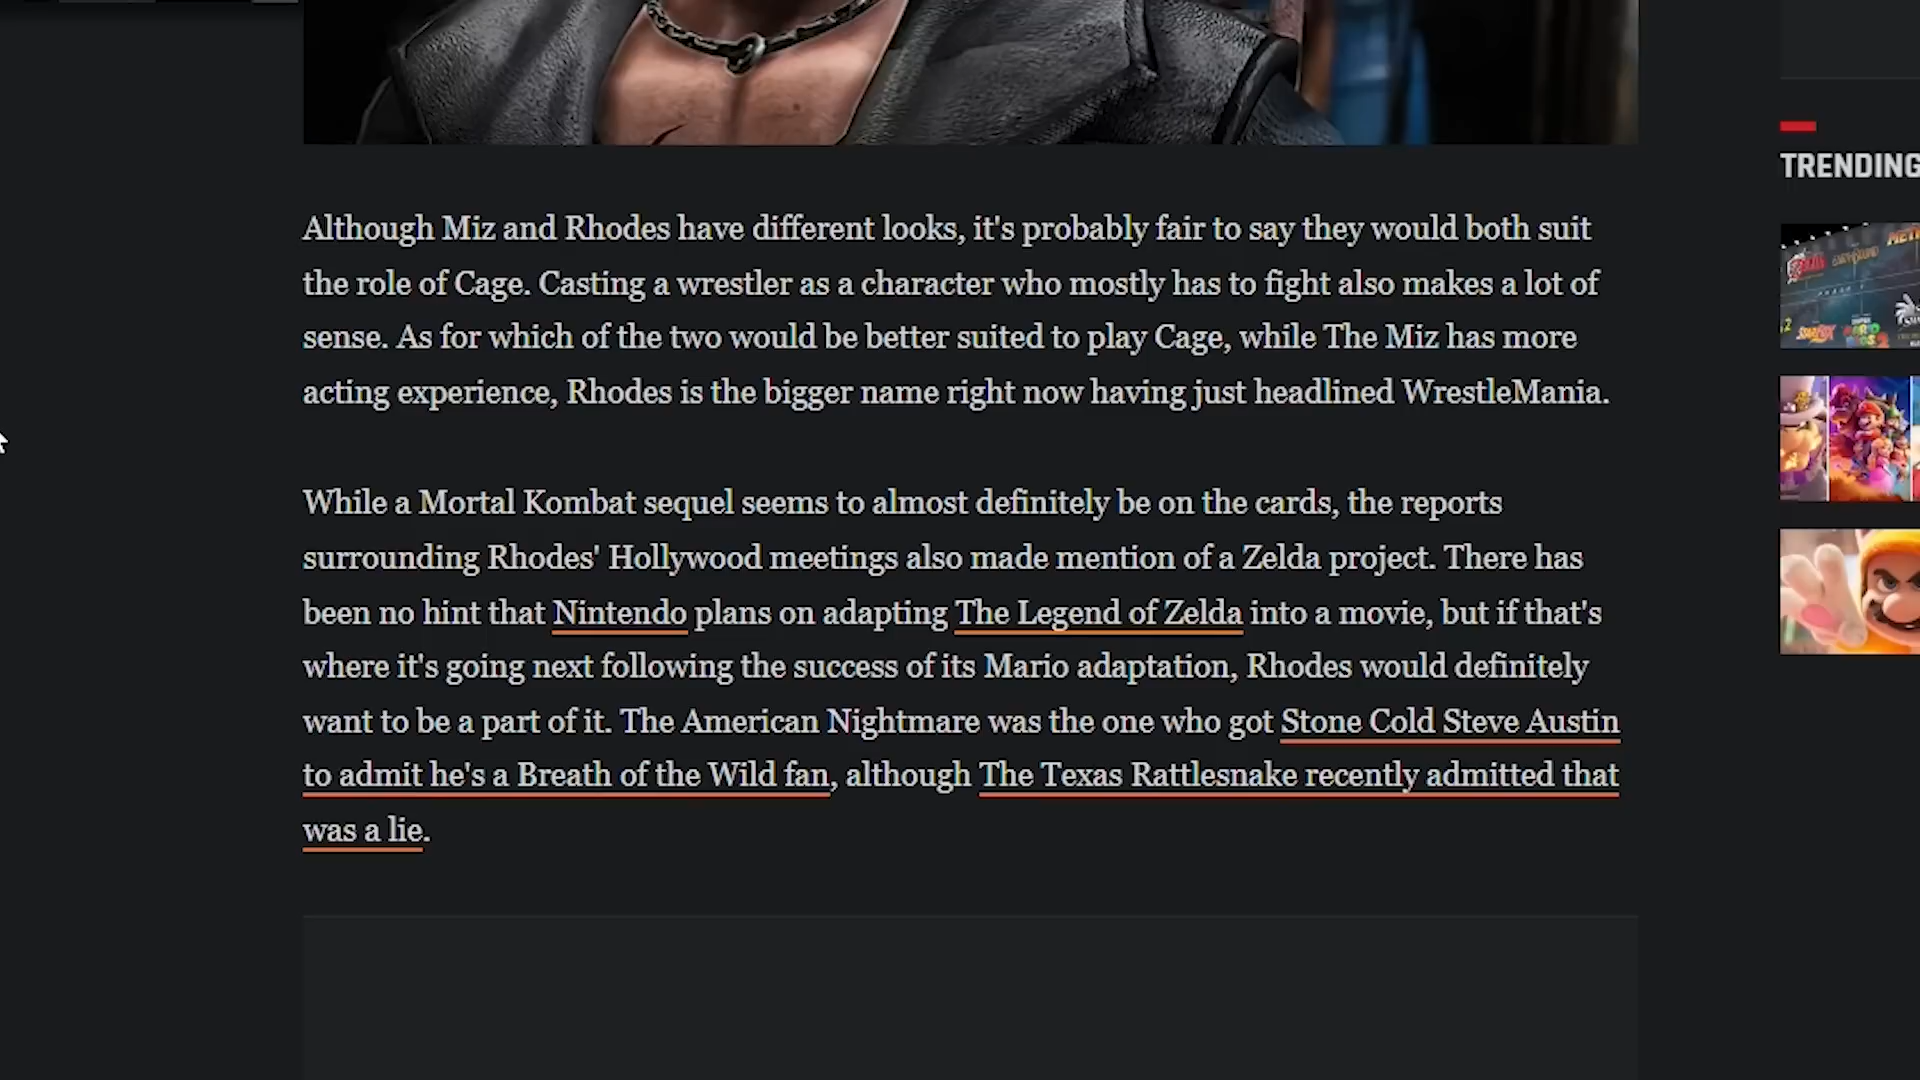 TRENDING
Although Miz and Rhodes have different looks, it's probably fair to say they would both suit
the role of Cage. Casting a wrestler as a character who mostly has to fight also makes a lot of
sense. As for which of the two would be better suited to play Cage, while The Miz has more
acting experience, Rhodes is the bigger name right now having just headlined WrestleMania.
While a Mortal Kombat sequel seems to almost definitely be on the cards, the reports
surrounding Rhodes' Hollywood meetings also made mention of a Zelda project. There has
been no hint that Nintendo plans on adapting The Legend of Zelda into a movie, but if that's
where it's going next following the success of its Mario adaptation, Rhodes would definitely
want to be a part of it. The American Nightmare was the one who got Stone Cold Steve Austin
to admit he's a Breath of the Wild fan, although The Texas Rattlesnake recently admitted that
was a lie.